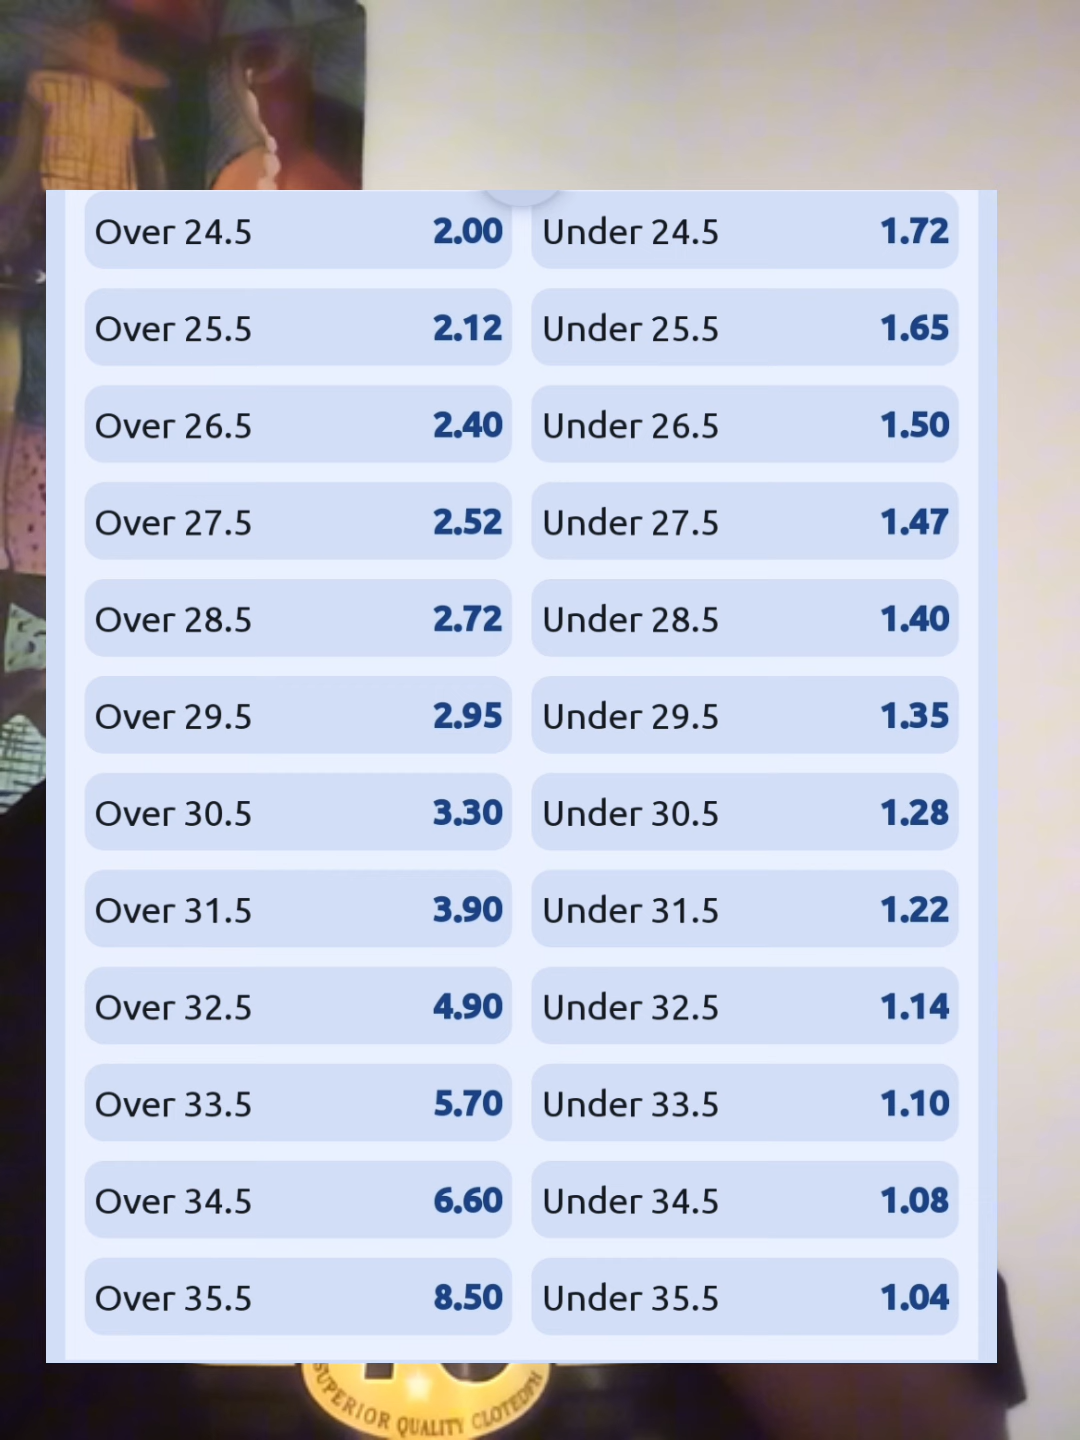 Over 24.5 2.00 Under 24.5 1.72
Over 25.5 2.12 Under 25.5 1.65
Over 26.5 2.40 Under 26.5 1.50
Over 27.5 2.52 Under 27.5 1.47
Over 28.5 2.72 Under 28.5 1.40
Over 29.5 2.95 Under 29.5 1.35
Over 30.5 3.30 Under 30.5 1.28
Over 31.5 3.90 Under 31.5 1.22
Over 32.5 4.90 Under 32.5 1.14
Over 33.5 5.70 Under 33.5 1.10
Over 34.5 6.60 Under 34.5 1.08
Over 35.5 8.50 Under 35.5 1.04
SUPERIOR QUALITY